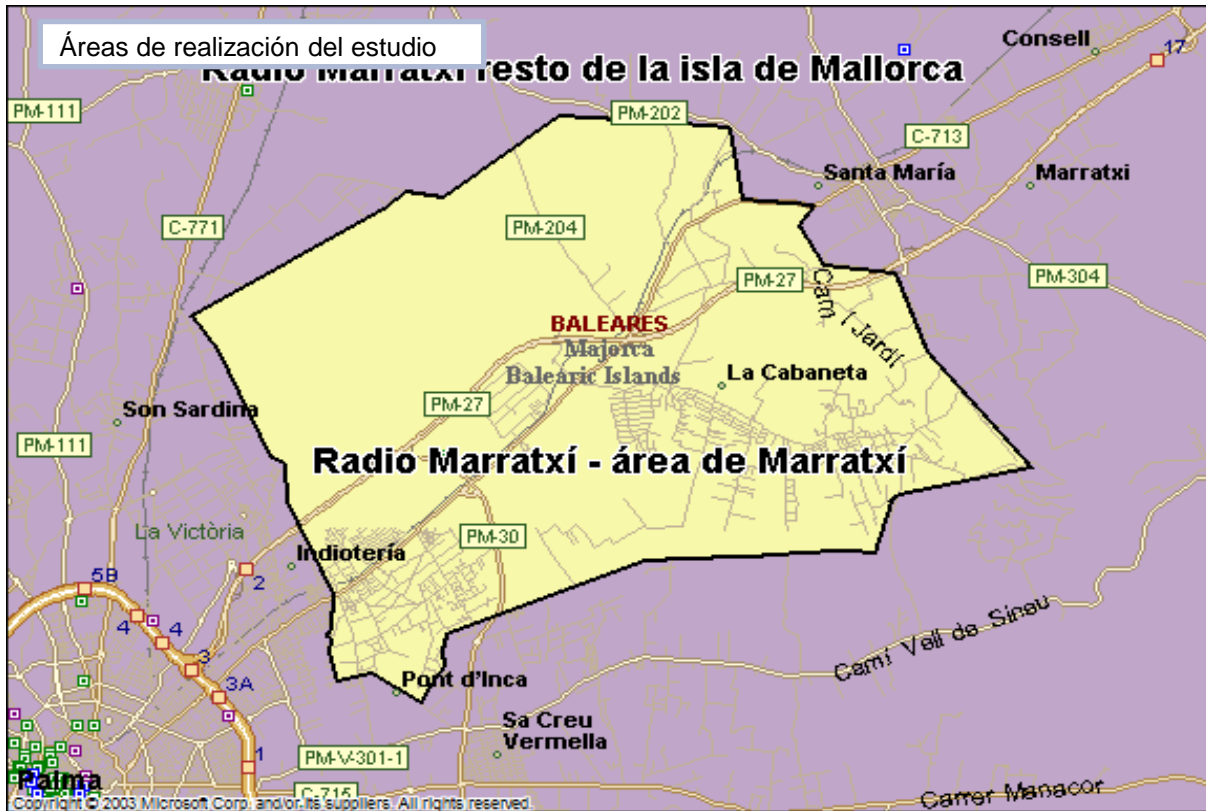 Áreas de realización del estudio
Radio Marratxí resto de la isla de Mallorca
Consell
17
PM-111
PM-202
C-713
Santa María
Marratxi
C-771
PM-204
PM-27
PM-304
Camí Jardí
BALEARES
Majorca
Balearic Islands
La Cabaneta
PM-27
Son Sardina
PM-111
Radio Marratxí - área de Marratxí
La Victòria
PM-30
Indiotería
2
5B
4
4
3
3A
Camí Vell de Sineu
Pont d'Inca
Sa Creu
Vermella
1
PM-V-301-1
Palma
C-715
Carrer Manacor
Copyright © 2003 Microsoft Corp. and/or its suppliers. All rights reserved.